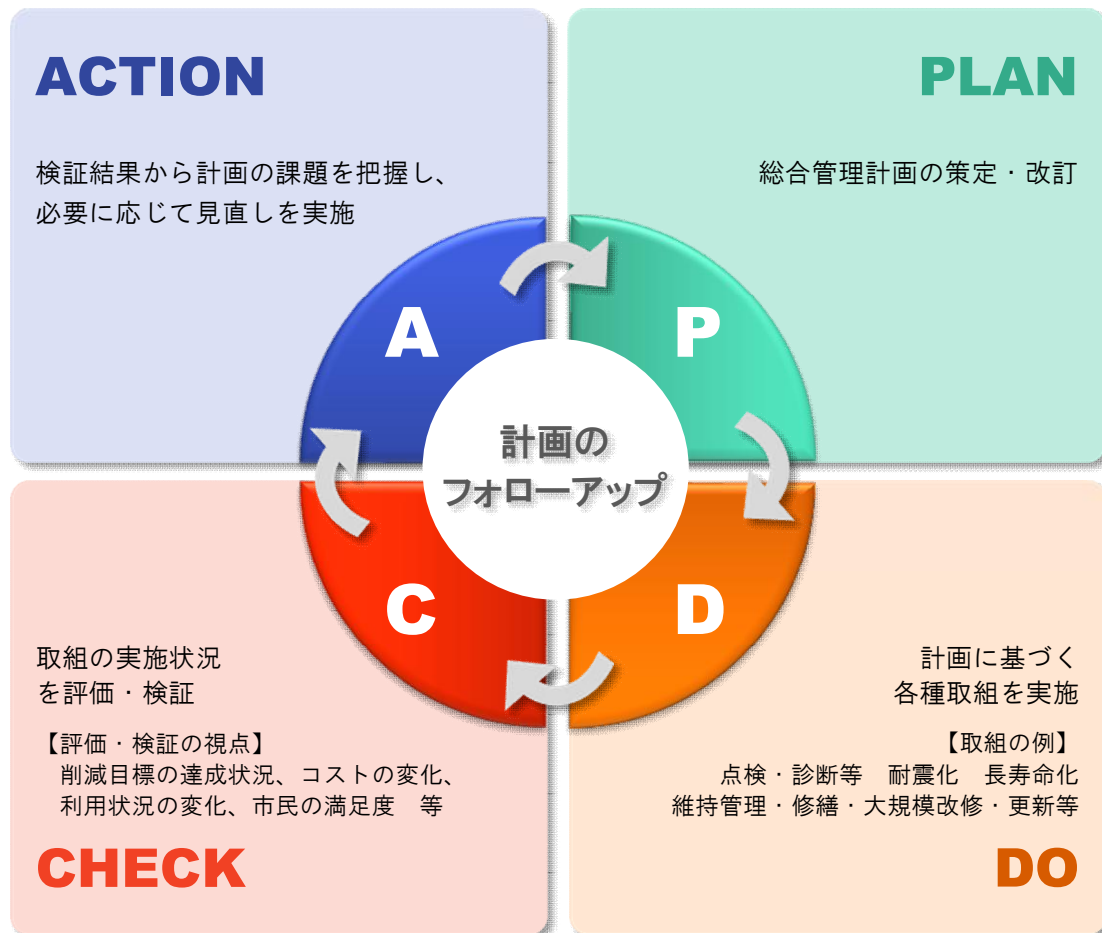 ACTION
検証結果から計画の課題を把握し、
必要に応じて見直しを実施
PLAN
総合管理計画の策定・改訂
A
P
計画の
フォローアップ
C
D
取組の実施状況
を評価・検証
【評価・検証の視点】
削減目標の達成状況、コストの変化、
利用状況の変化、市民の満足度　等
CHECK
計画に基づく
各種取組を実施
【取組の例】
点検・診断等　耐震化　長寿命化
維持管理・修繕・大規模改修・更新等
DO